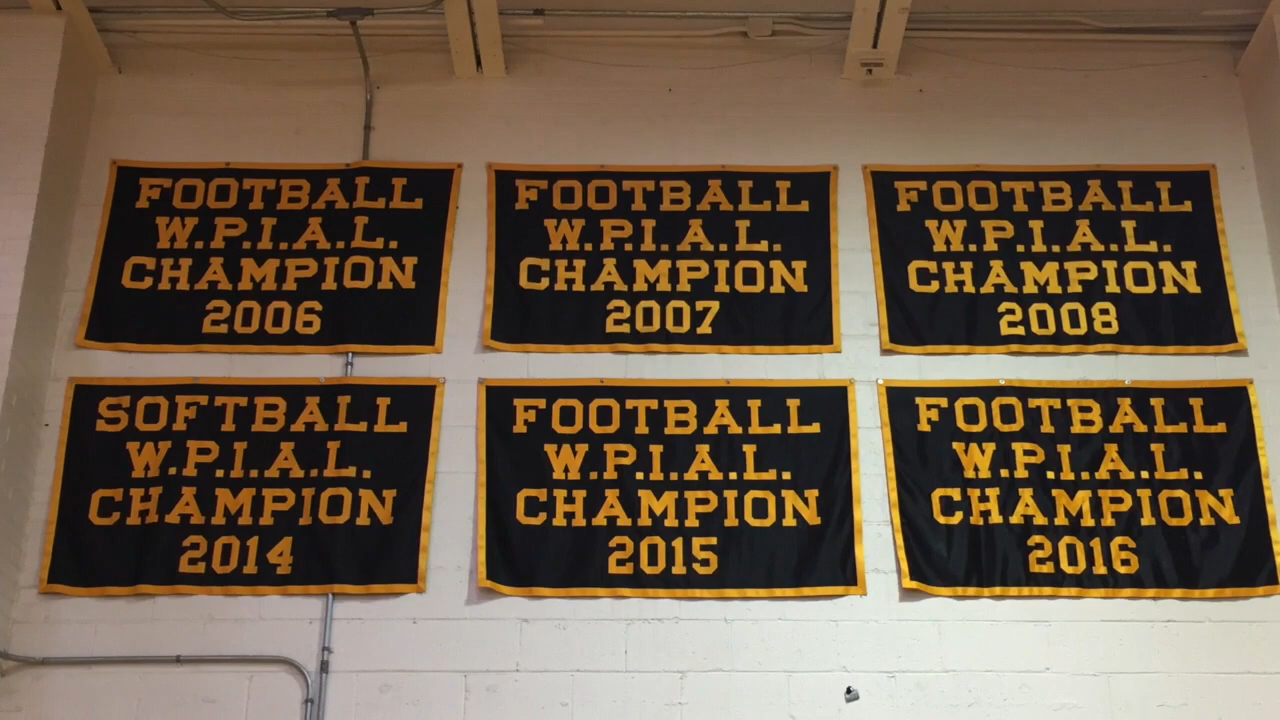 FOOTBALL
W.P.I.A.L.
CHAMPION
2006
FOOTBALL
W.P.I.A.L.
CHAMPION
2007
FOOTBALL
W.P.I.A.L.
CHAMPION
2008
SOFTBALL
W.P.I.A.L.
CHAMPION
2014
FOOTBALL
W.P.I.A.L.
CHAMPION
2015
FOOTBALL
W.P.I.A.L.
CHAMPION
2016